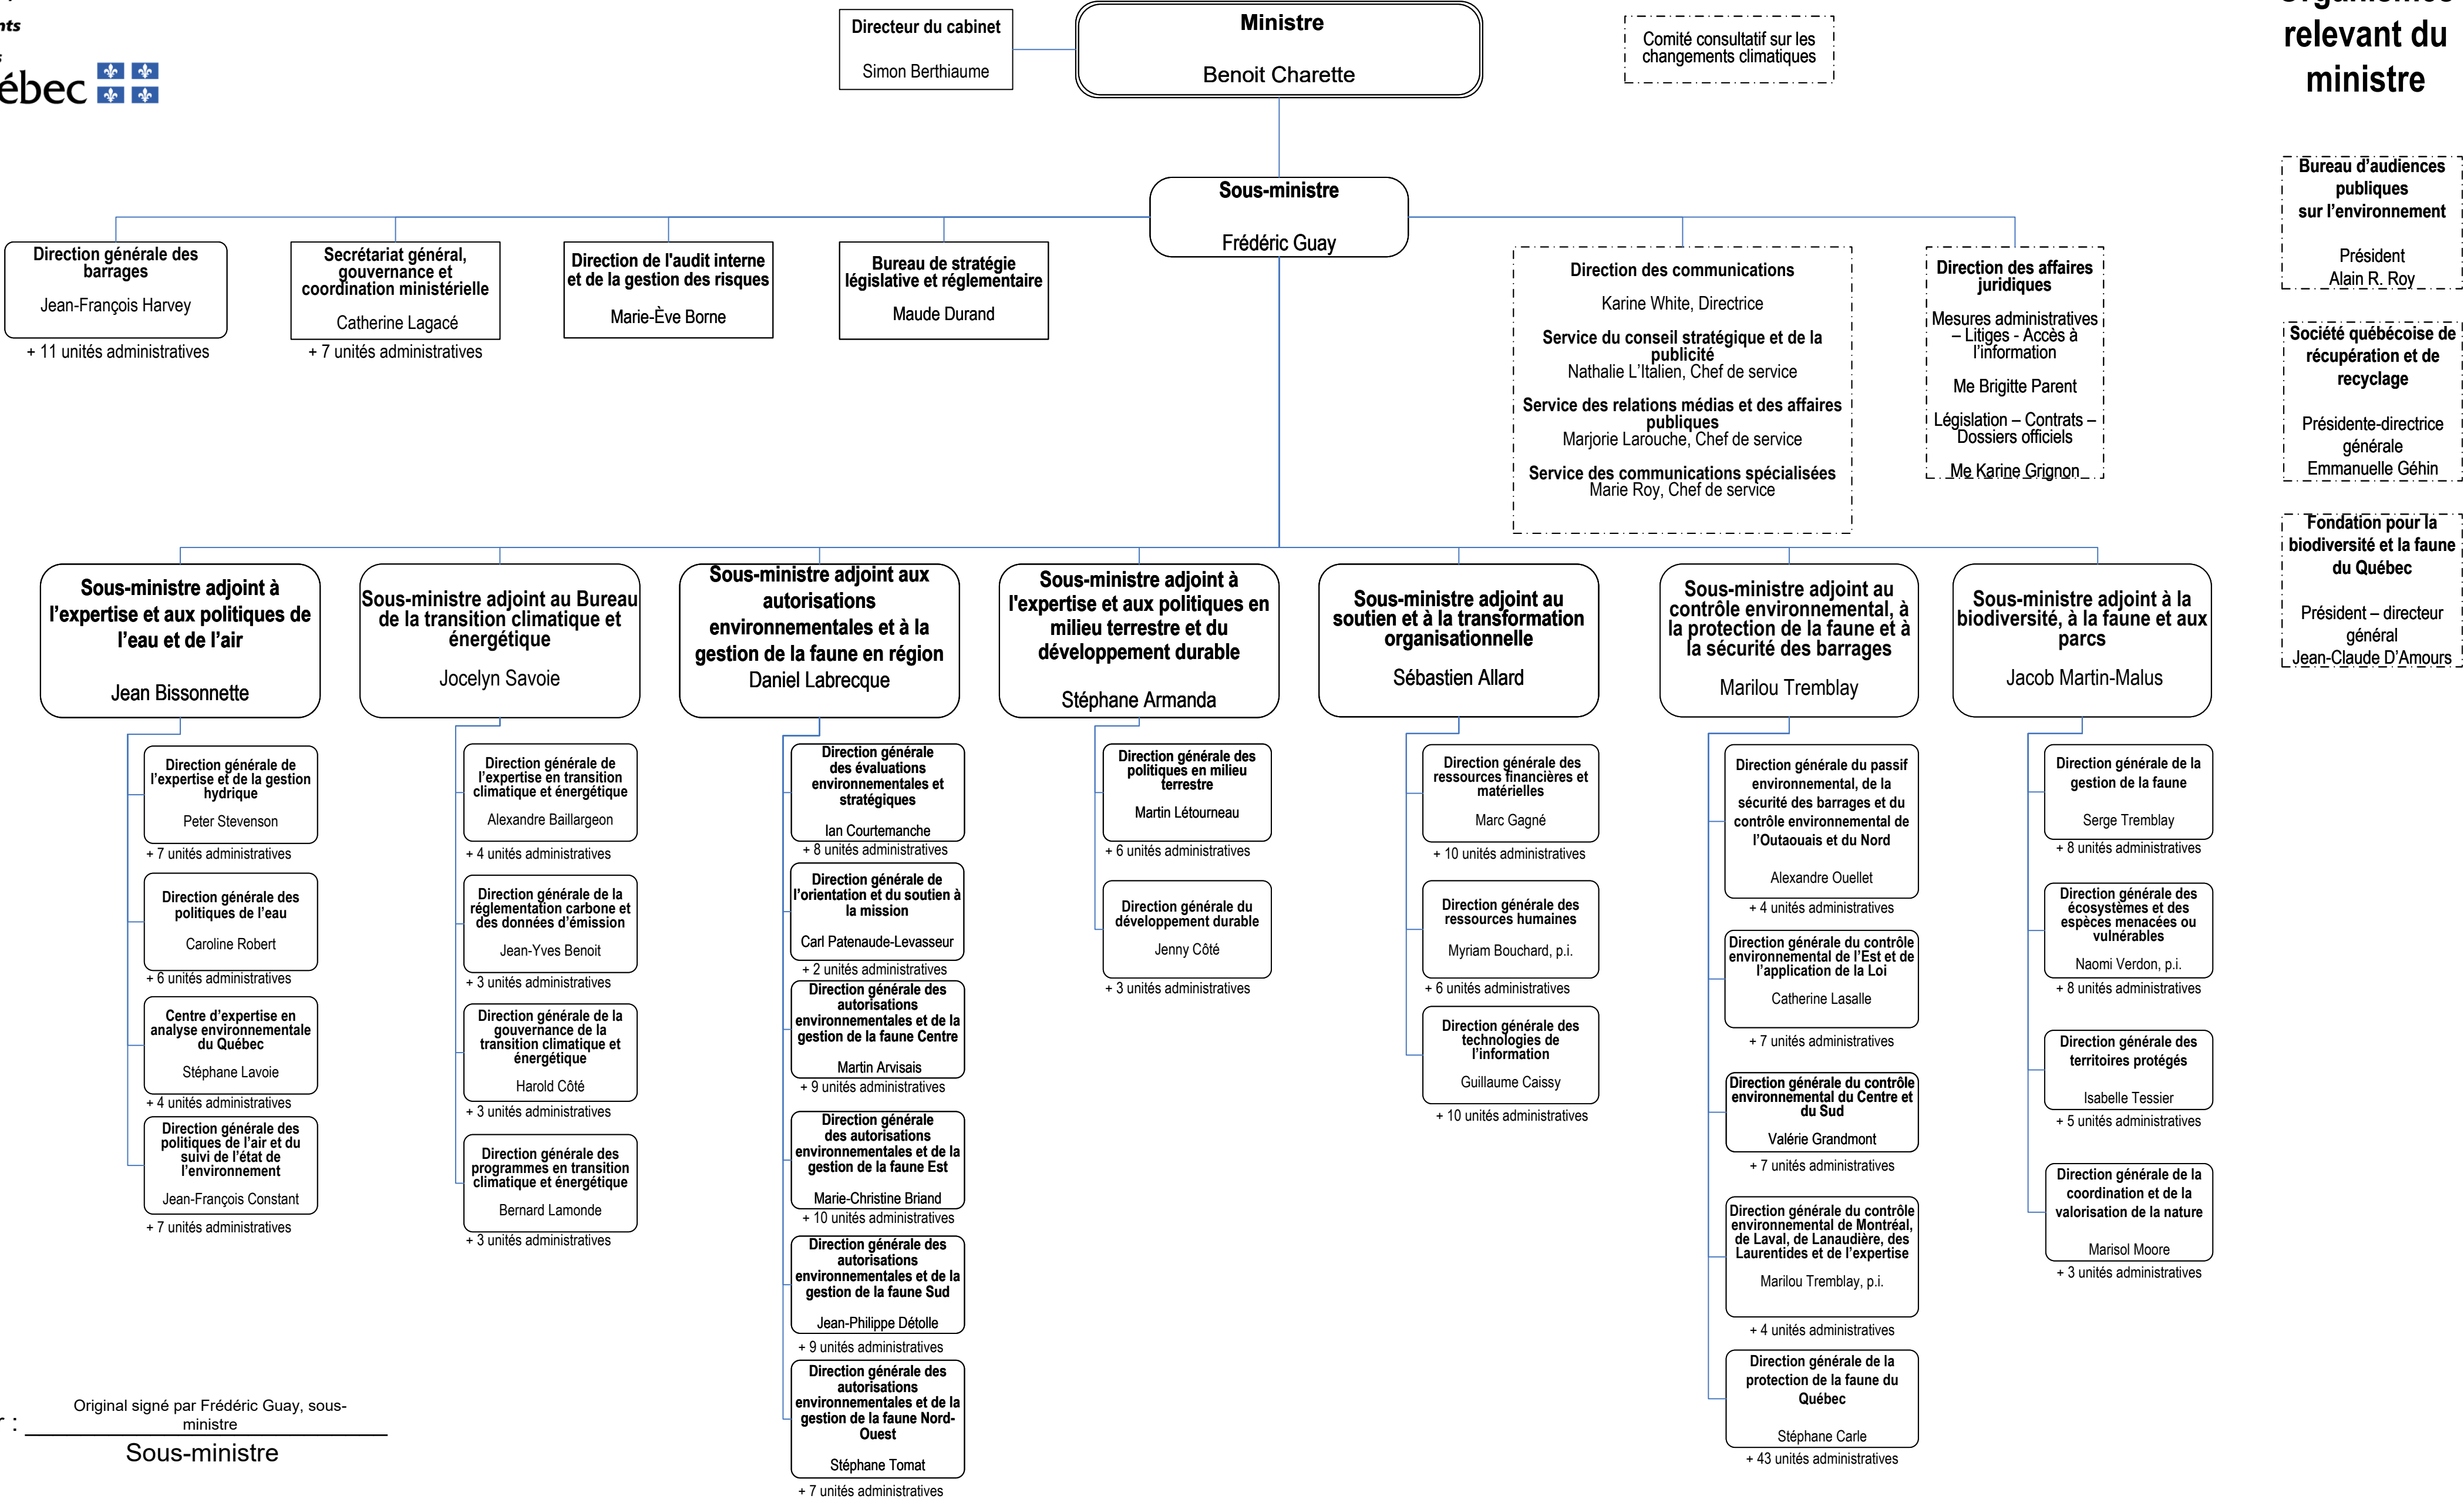 nts
ébec
Directeur du cabinet
Simon Berthiaume
Ministre
Benoit Charette
Comité consultatif sur les
changements climatiques
relevant du
ministre
Sous-ministre
Frédéric Guay
Direction générale des
barrages
Jean-François Harvey
+ 11 unités administratives
Secrétariat général,
gouvernance et
coordination ministérielle
Catherine Lagacé
+ 7 unités administratives
Direction de l'audit interne
et de la gestion des risques
Marie-Ève Borne
Bureau de stratégie
législative et réglementaire
Maude Durand
Direction des communications
Karine White, Directrice
Service du conseil stratégique et de la
publicité
Nathalie L’Italien, Chef de service
Service des relations médias et des affaires
publiques
Marjorie Larouche, Chef de service
Service des communications spécialisées
Marie Roy, Chef de service
Direction des affaires
juridiques
Mesures administratives
– Litiges - Accès à
l’information
Me Brigitte Parent
Législation – Contrats –
Dossiers officiels
Me Karine Grignon
Bureau d’audiences
publiques
sur l’environnement
Président
Alain R. Roy
Société québécoise de
récupération et de
recyclage
Présidente-directrice
générale
Emmanuelle Géhin
Fondation pour la
biodiversité et la faune
du Québec
Président – directeur
général
Jean-Claude D’Amours
Sous-ministre adjoint à
l’expertise et aux politiques de
l’eau et de l’air
Jean Bissonnette
Direction générale de
l’expertise et de la gestion
hydrique
Peter Stevenson
+ 7 unités administratives
Direction générale des
politiques de l’eau
Caroline Robert
+ 6 unités administratives
Centre d’expertise en
analyse environnementale
du Québec
Stéphane Lavoie
+ 4 unités administratives
Direction générale des
politiques de l’air et du
suivi de l’état de
l’environnement
Jean-François Constant
+ 7 unités administratives
Sous-ministre adjoint au Bureau
de la transition climatique et
énergétique
Jocelyn Savoie
Direction générale de
l’expertise en transition
climatique et énergétique
Alexandre Baillargeon
+ 4 unités administratives
Direction générale de la
réglementation carbone et
des données d’émission
Jean-Yves Benoit
+ 3 unités administratives
Direction générale de la
gouvernance de la
transition climatique et
énergétique
Harold Côté
+ 3 unités administratives
Direction générale des
programmes en transition
climatique et énergétique
Bernard Lamonde
+ 3 unités administratives
Sous-ministre adjoint aux
autorisations
environnementales et à la
gestion de la faune en région
Daniel Labrecque
Direction générale
des évaluations
environnementales et
stratégiques
Ian Courtemanche
+ 8 unités administratives
Direction générale de
l’orientation et du soutien à
la mission
Carl Patenaude-Levasseur
+ 2 unités administratives
Direction générale des
autorisations
environnementales et de la
gestion de la faune Centre
Martin Arvisais
+ 9 unités administratives
Direction générale
des autorisations
environnementales et de la
gestion de la faune Est
Marie-Christine Briand
+ 10 unités administratives
Direction générale des
autorisations
environnementales et de la
gestion de la faune Sud
Jean-Philippe Détolle
+ 9 unités administratives
Direction générale des
autorisations
environnementales et de la
gestion de la faune Nord-
Ouest
Stéphane Tomat
+ 7 unités administratives
Sous-ministre adjoint à
l'expertise et aux politiques en
milieu terrestre et du
développement durable
Stéphane Armanda
Direction générale des
politiques en milieu
terrestre
Martin Létourneau
+ 6 unités administratives
Direction générale du
développement durable
Jenny Côté
+ 3 unités administratives
Sous-ministre adjoint au
soutien et à la transformation
organisationnelle
Sébastien Allard
Direction générale des
ressources financières et
matérielles
Marc Gagné
+ 10 unités administratives
Direction générale des
ressources humaines
Myriam Bouchard, p.i.
+ 6 unités administratives
Direction générale des
technologies de
l’information
Guillaume Caissy
+ 10 unités administratives
Sous-ministre adjoint au
contrôle environnemental, à
la protection de la faune et à
la sécurité des barrages
Marilou Tremblay
Direction générale du passif
environnemental, de la
sécurité des barrages et du
contrôle environnemental de
l’Outaouais et du Nord
Alexandre Ouellet
+ 4 unités administratives
Direction générale du contrôle
environnemental de l’Est et de
l’application de la Loi
Catherine Lasalle
+ 7 unités administratives
Direction générale du contrôle
environnemental du Centre et
du Sud
Valérie Grandmont
+ 7 unités administratives
Direction générale du contrôle
environnemental de Montréal,
de Laval, de Lanaudière, des
Laurentides et de l’expertise
Marilou Tremblay, p.i.
+ 4 unités administratives
Direction générale de la
protection de la faune du
Québec
Stéphane Carle
+ 43 unités administratives
Sous-ministre adjoint à la
biodiversité, à la faune et aux
parcs
Jacob Martin-Malus
Direction générale de la
gestion de la faune
Serge Tremblay
+ 8 unités administratives
Direction générale des
écosystèmes et des
espèces menacées ou
vulnérables
Naomi Verdon, p.i.
+ 8 unités administratives
Direction générale des
territoires protégés
Isabelle Tessier
+ 5 unités administratives
Direction générale de la
coordination et de la
valorisation de la nature
Marisol Moore
+ 3 unités administratives
Original signé par Frédéric Guay, sous-
ministre
Sous-ministre